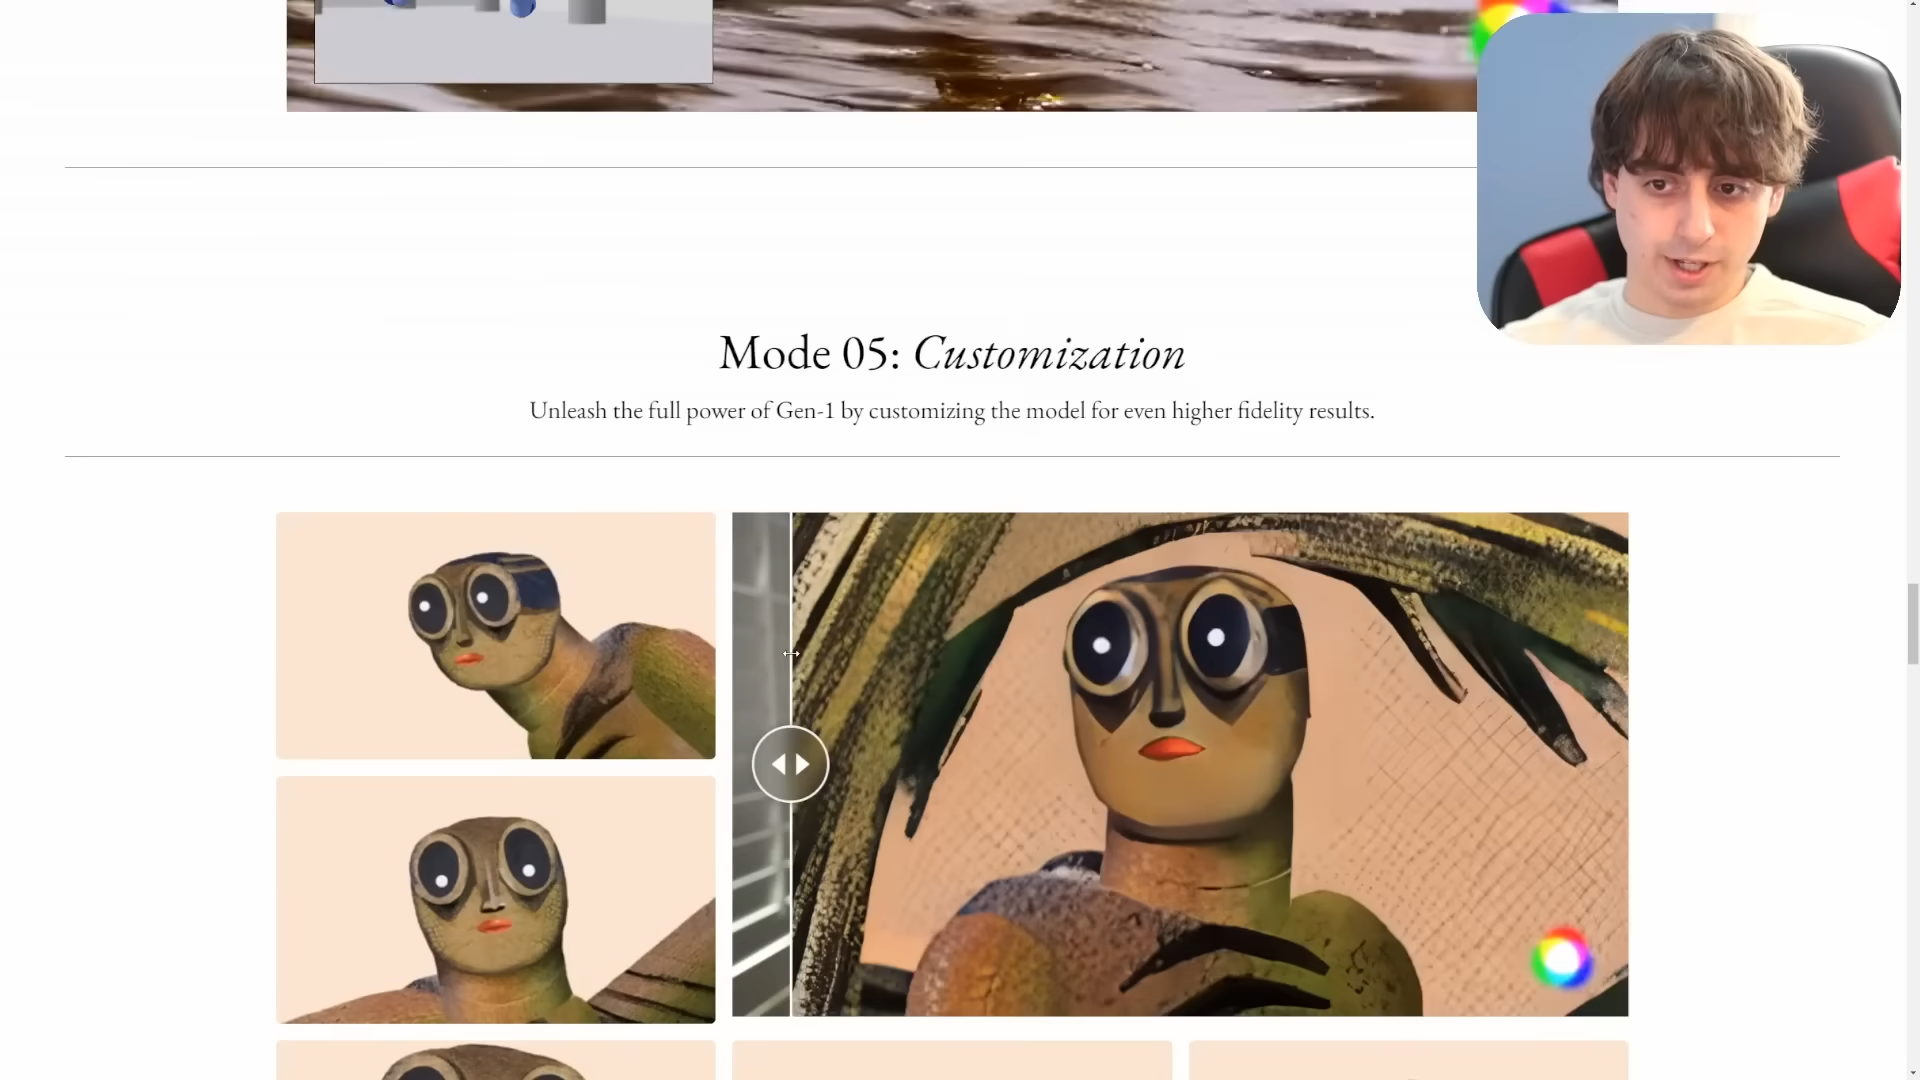 Mode 05: Customization
Unleash the full power of Gen-1 by customizing the model for even higher fidelity results.